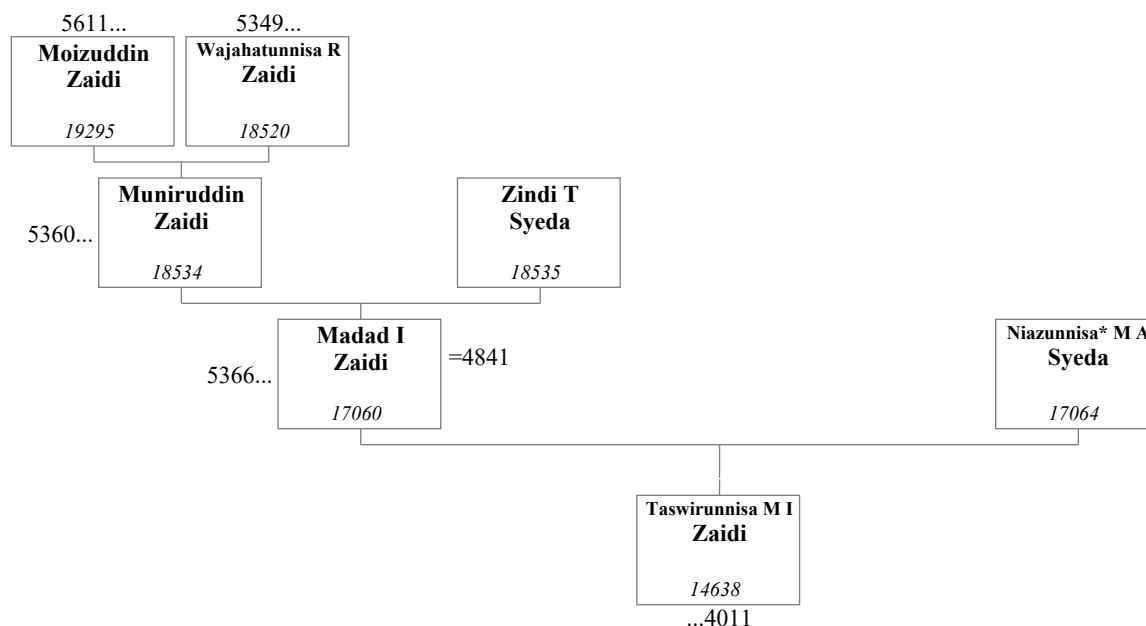 5611...
5349...
Moizuddin
Zaidi
19295
Wajahatunnisa R
Zaidi
18520
5360...
Muniruddin
Zaidi
18534
Zindi T
Syeda
18535
5366...
Madad I
Zaidi
17060
=4841
Niazunnisa* M A
Syeda
17064
Taswirunnisa M I
Zaidi
14638
...4011